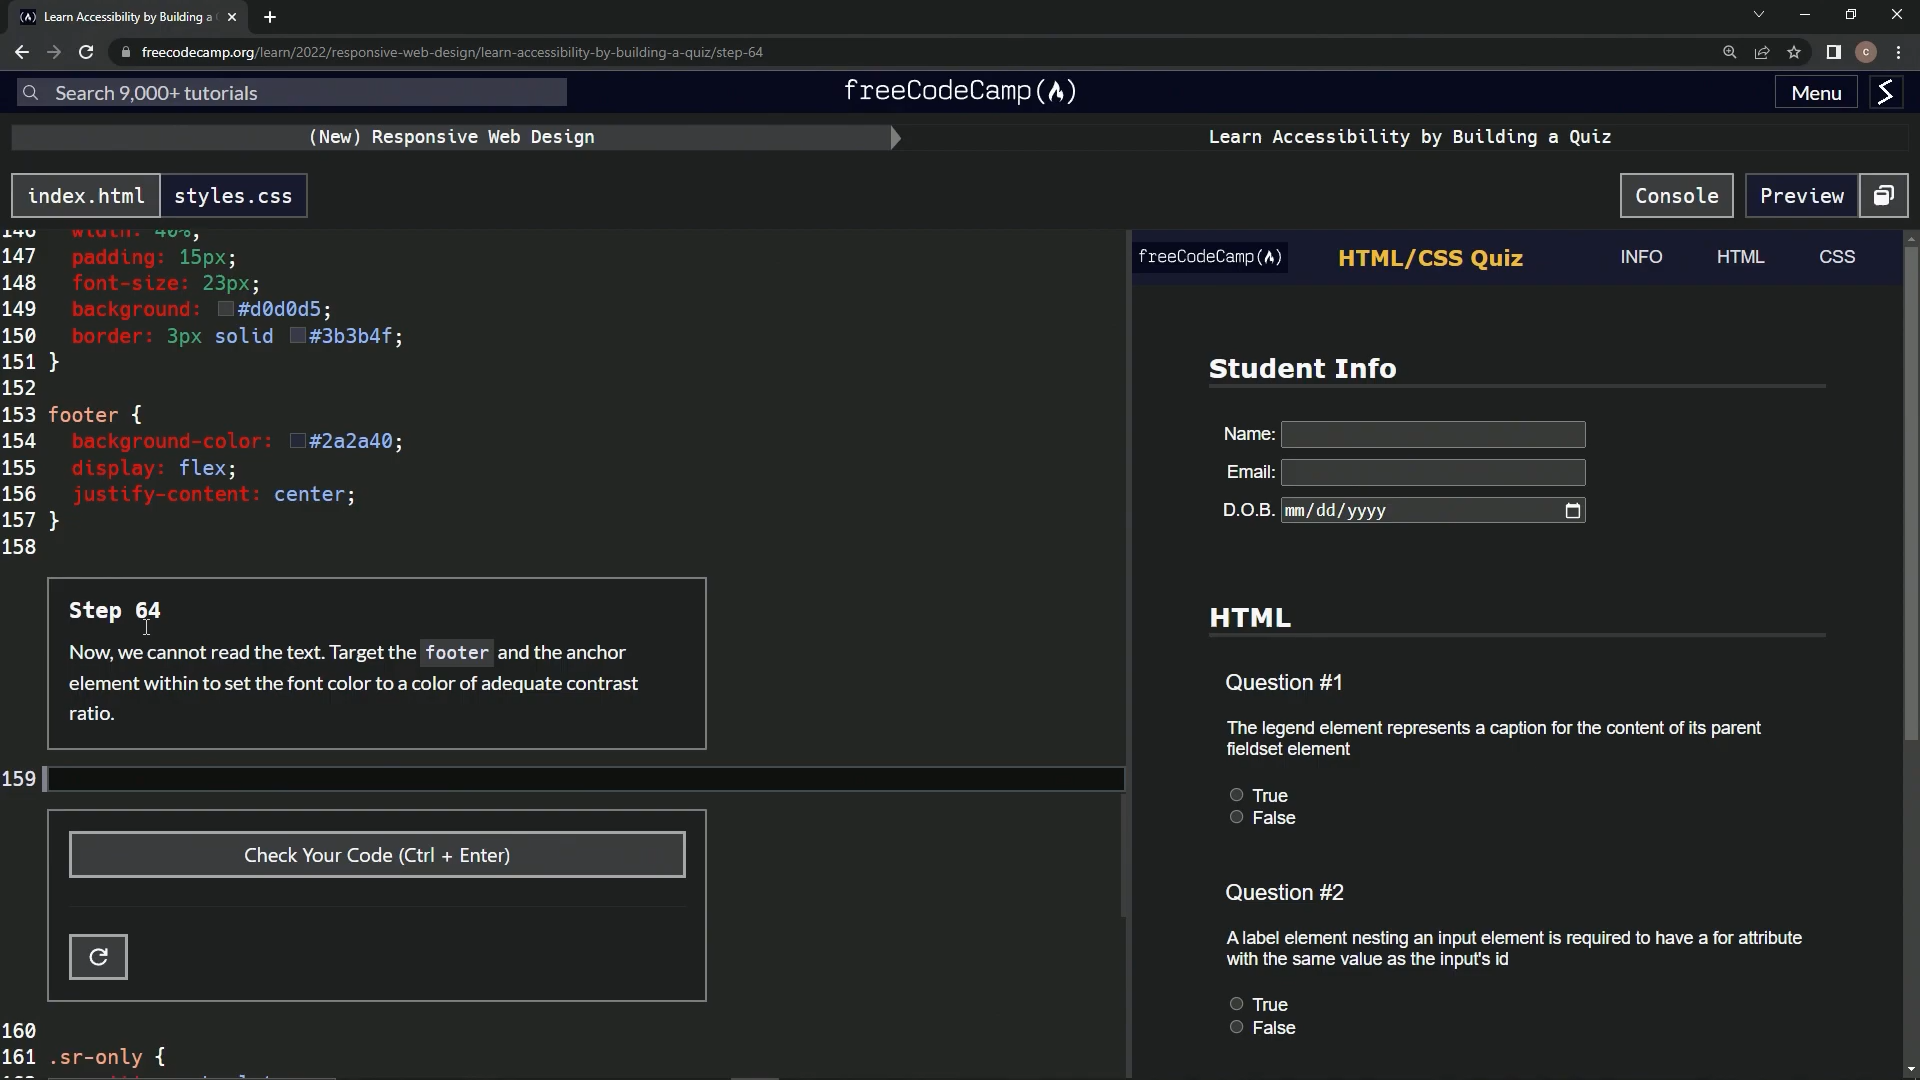 Learn Accessibility by Building a
freecodecamp.org/learn/2022/responsive-web-design/learn-accessibility-by-building-a-quiz/step-64
C
Search 9,000+ tutorials
freeCodeCamp(🔥)
Menu
(New) Responsive Web Design
Learn Accessibility by Building a Quiz
index.html
styles.css
Console
Preview
146 width: 40%;
147 padding: 15px;
148 font-size: 23px;
149 background: #d0d0d5;
150 border: 3px solid #3b3b4f;
151 }
152
153 footer {
154 background-color: #2a2a40;
155 display: flex;
156 justify-content: center;
157 }
158
Step 64
Now, we cannot read the text. Target the footer and the anchor
element within to set the font color to a color of adequate contrast
ratio.
159
Check Your Code (Ctrl + Enter)
160
161 .sr-only {
freeCodeCamp(🔥)
HTML/CSS Quiz
INFO
HTML
CSS
Student Info
Name:
Email:
D.O.B. mm/dd/yyyy
HTML
Question #1
The legend element represents a caption for the content of its parent
fieldset element
True
False
Question #2
A label element nesting an input element is required to have a for attribute
with the same value as the input's id
True
False